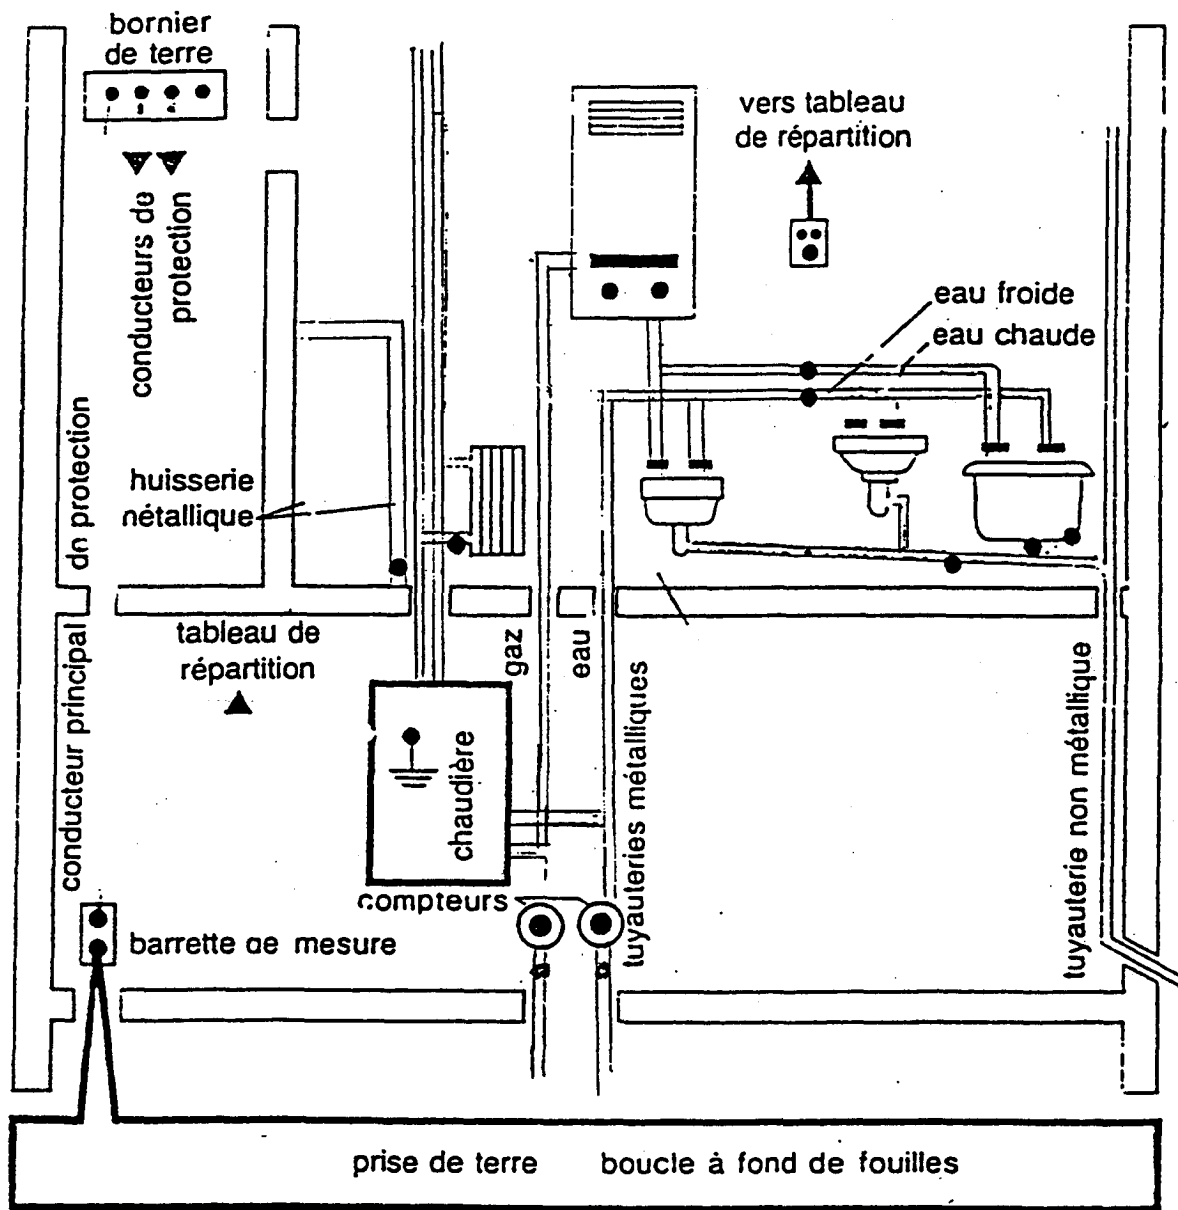 bornier
de terre
vers tableau
de répartition
conducteurs de
protection
eau froide
eau chaude
dn protection
huisserie
nétallique
tableau de
répartition
conducteur principal
gaz
eau
chaudière
tuyauteries métalliques
tuyauterie non métallique
compteurs
barrette de mesure
prise de terre boucle à fond de fouilles